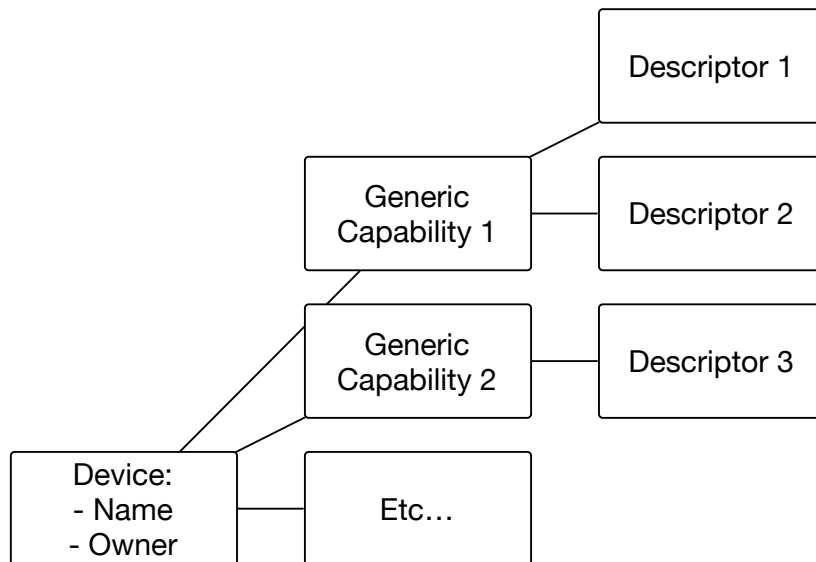 Descriptor 1
Generic
Capability 1
Descriptor 2
Generic
Capability 2
Descriptor 3
Device:
- Name
- Owner
Etc…